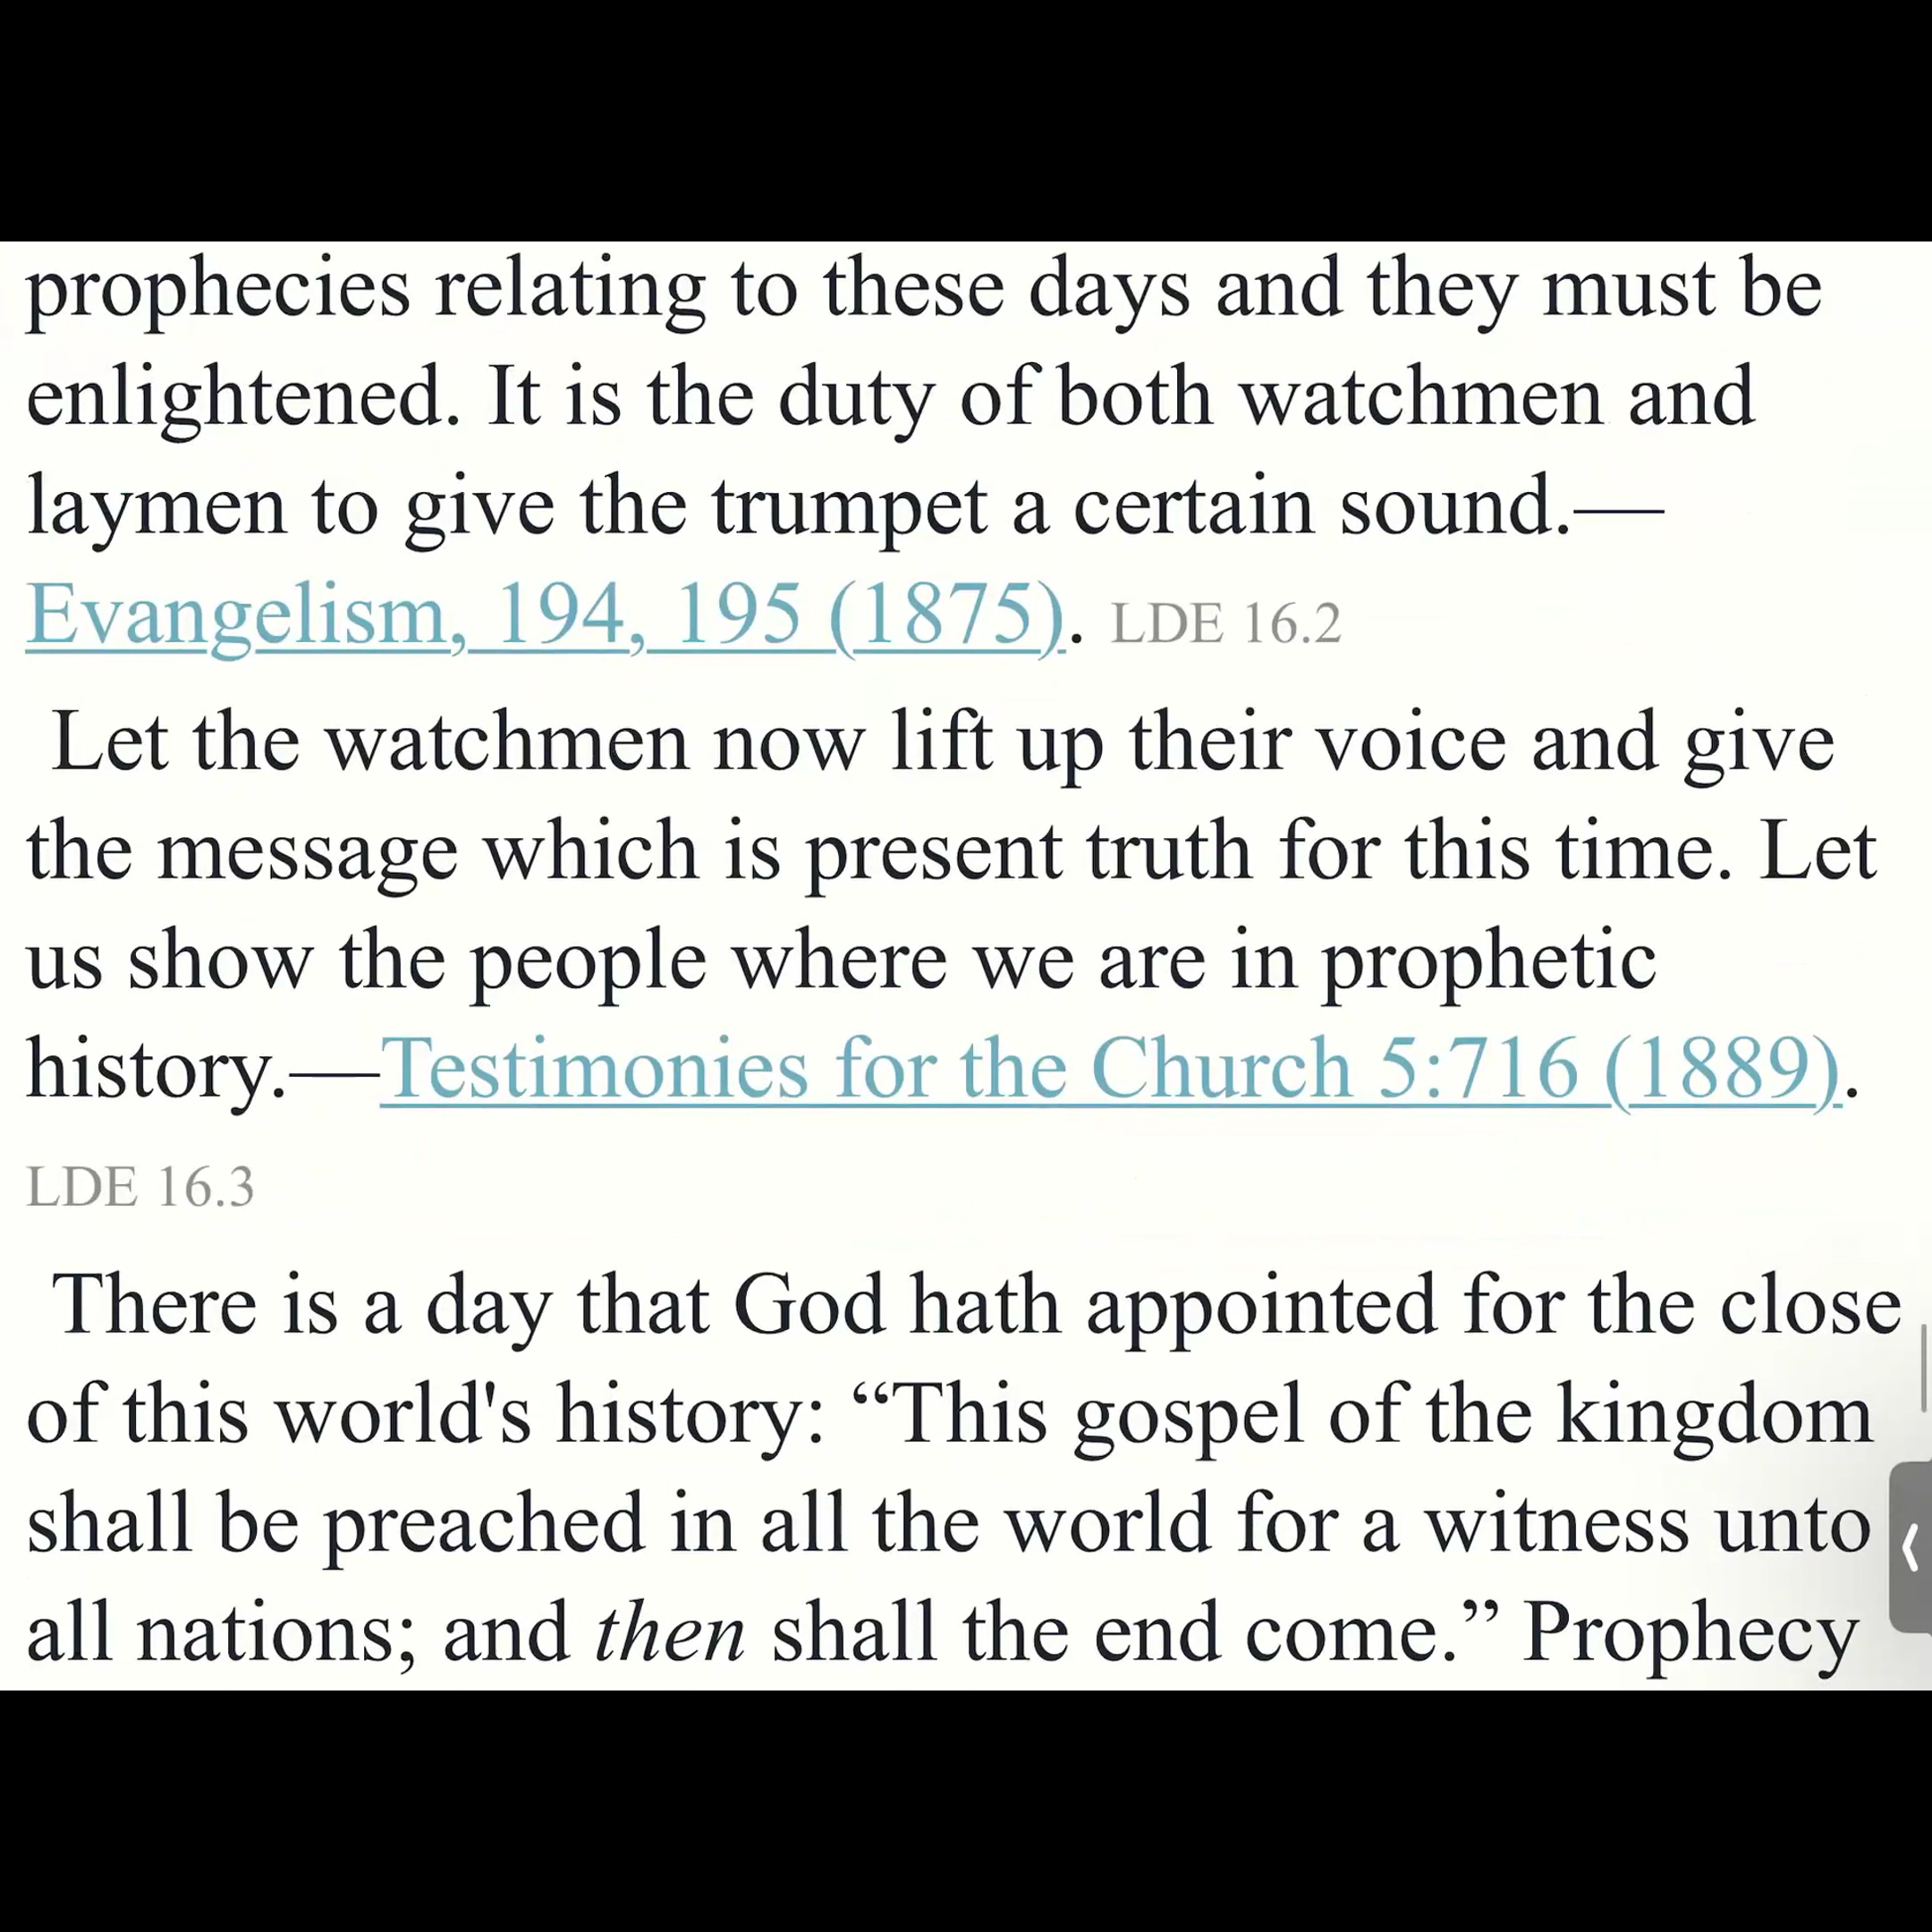 prophecies relating to these days and they must be
enlightened. It is the duty of both watchmen and
laymen to give the trumpet a certain sound.—
Evangelism, 194, 195 (1875). LDE 16.2
Let the watchmen now lift up their voice and give
the message which is present truth for this time. Let
us show the people where we are in prophetic
history.—Testimonies for the Church 5:716 (1889).
LDE 16.3
There is a day that God hath appointed for the close
of this world's history: “This gospel of the kingdom
shall be preached in all the world for a witness unto
all nations; and then shall the end come.” Prophecy